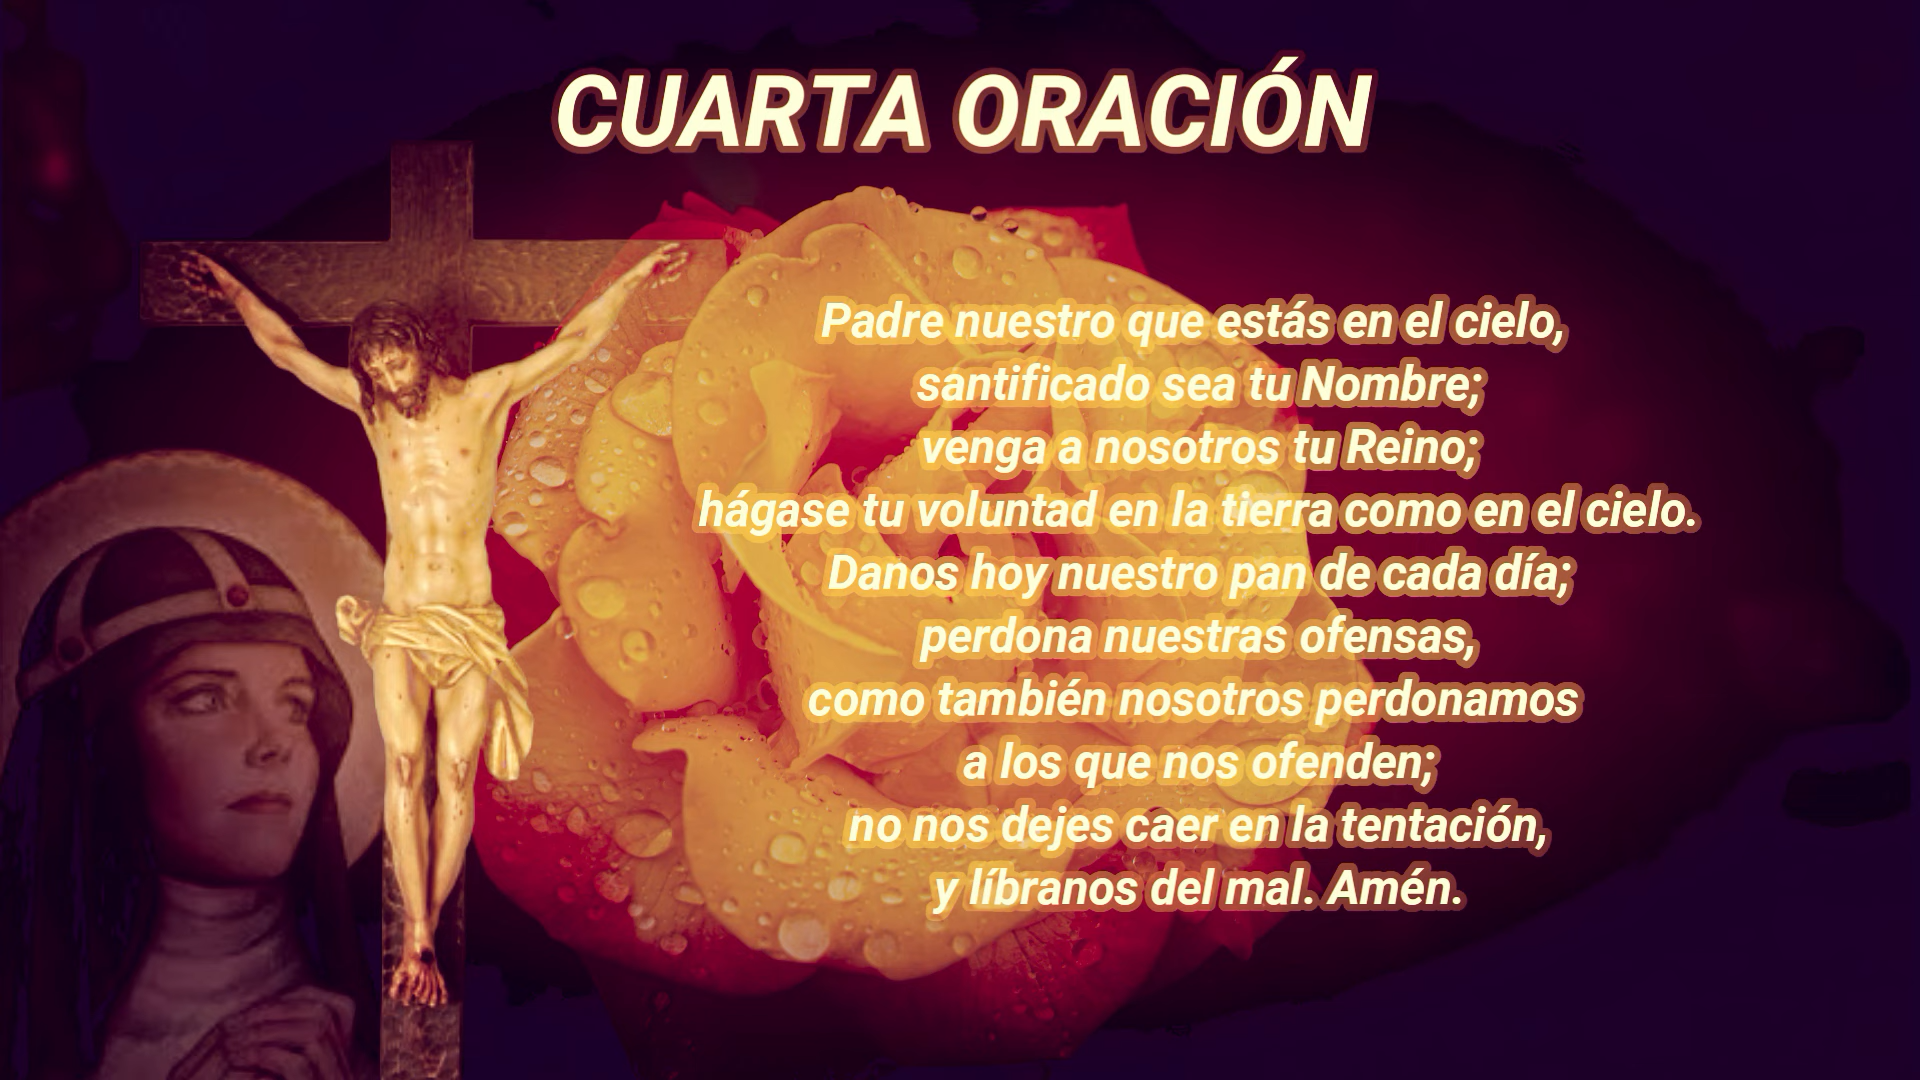 CUARTA ORACIÓN
Padre nuestro que estás en el cielo,
santificado sea tu Nombre;
venga a nosotros tu Reino;
hágase tu voluntad en la tierra como en el cielo.
Danos hoy nuestro pan de cada día;
perdona nuestras ofensas,
como también nosotros perdonamos
a los que nos ofenden;
no nos dejes caer en la tentación,
y líbranos del mal. Amén.